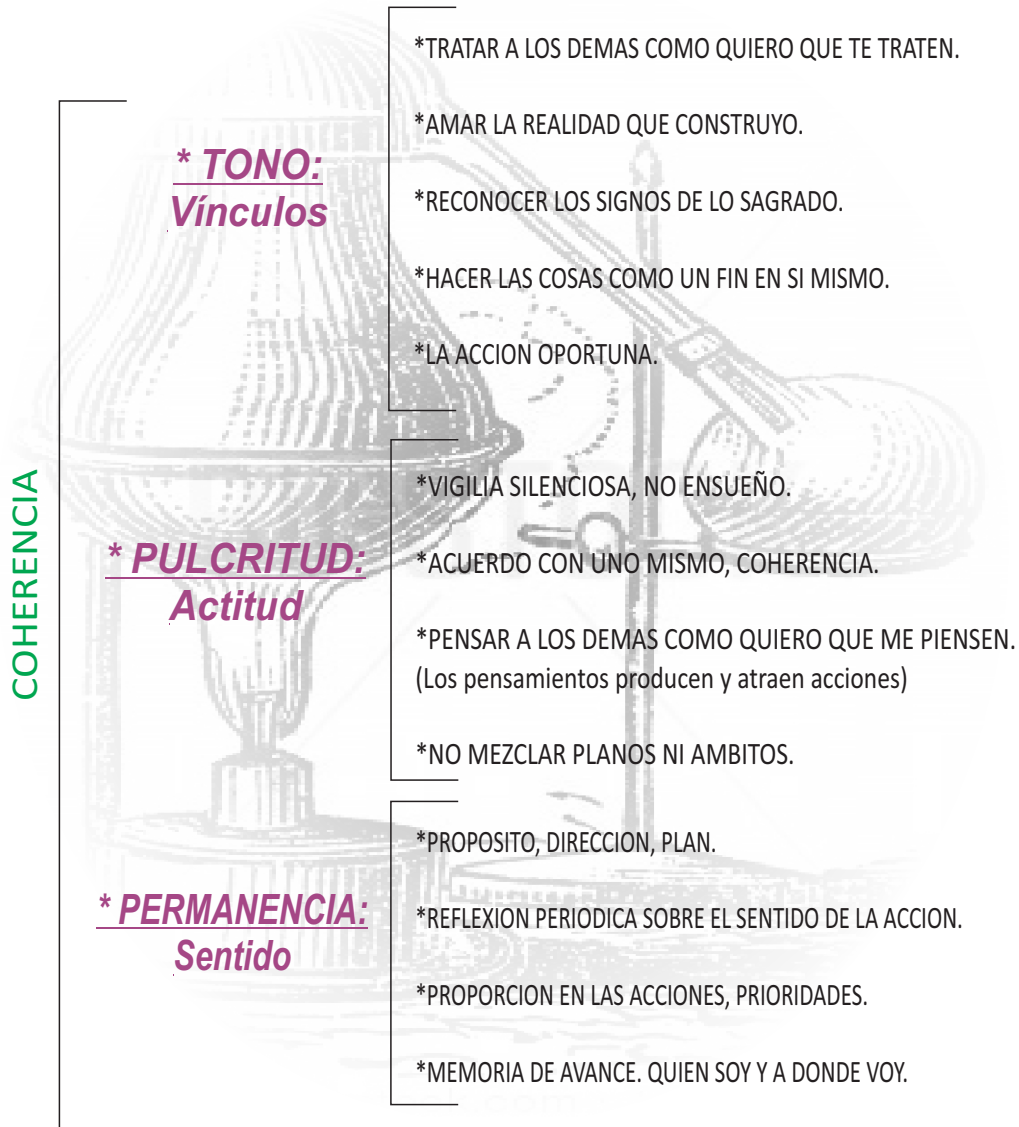 COHERENCIA
* TONO:
Vínculos
*TRATAR A LOS DEMAS COMO QUIERO QUE TE TRATEN.
*AMAR LA REALIDAD QUE CONSTRUYO.
*RECONOCER LOS SIGNOS DE LO SAGRADO.
*HACER LAS COSAS COMO UN FIN EN SI MISMO.
*LA ACCION OPORTUNA.
* PULCRITUD:
Actitud
*VIGILIA SILENCIOSA, NO ENSUEÑO.
*ACUERDO CON UNO MISMO, COHERENCIA.
*PENSAR A LOS DEMAS COMO QUIERO QUE ME PIENSEN.
(Los pensamientos producen y atraen acciones)
*NO MEZCLAR PLANOS NI AMBITOS.
* PERMANENCIA:
Sentido
*PROPOSITO, DIRECCION, PLAN.
*REFLEXION PERIODICA SOBRE EL SENTIDO DE LA ACCION.
*PROPORCION EN LAS ACCIONES, PRIORIDADES.
*MEMORIA DE AVANCE. QUIEN SOY Y A DONDE VOY.